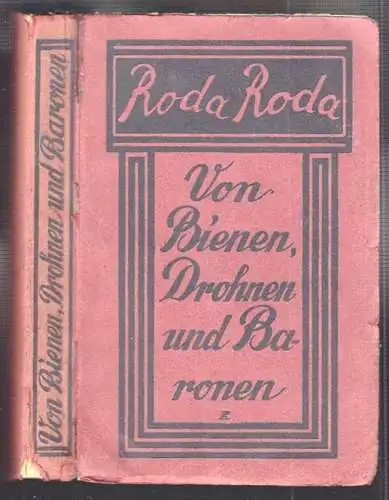 Von Bienen, Drohnen und Baronen
Roda Roda
Von
Bienen,
Drohnen
und Ba-
ronen